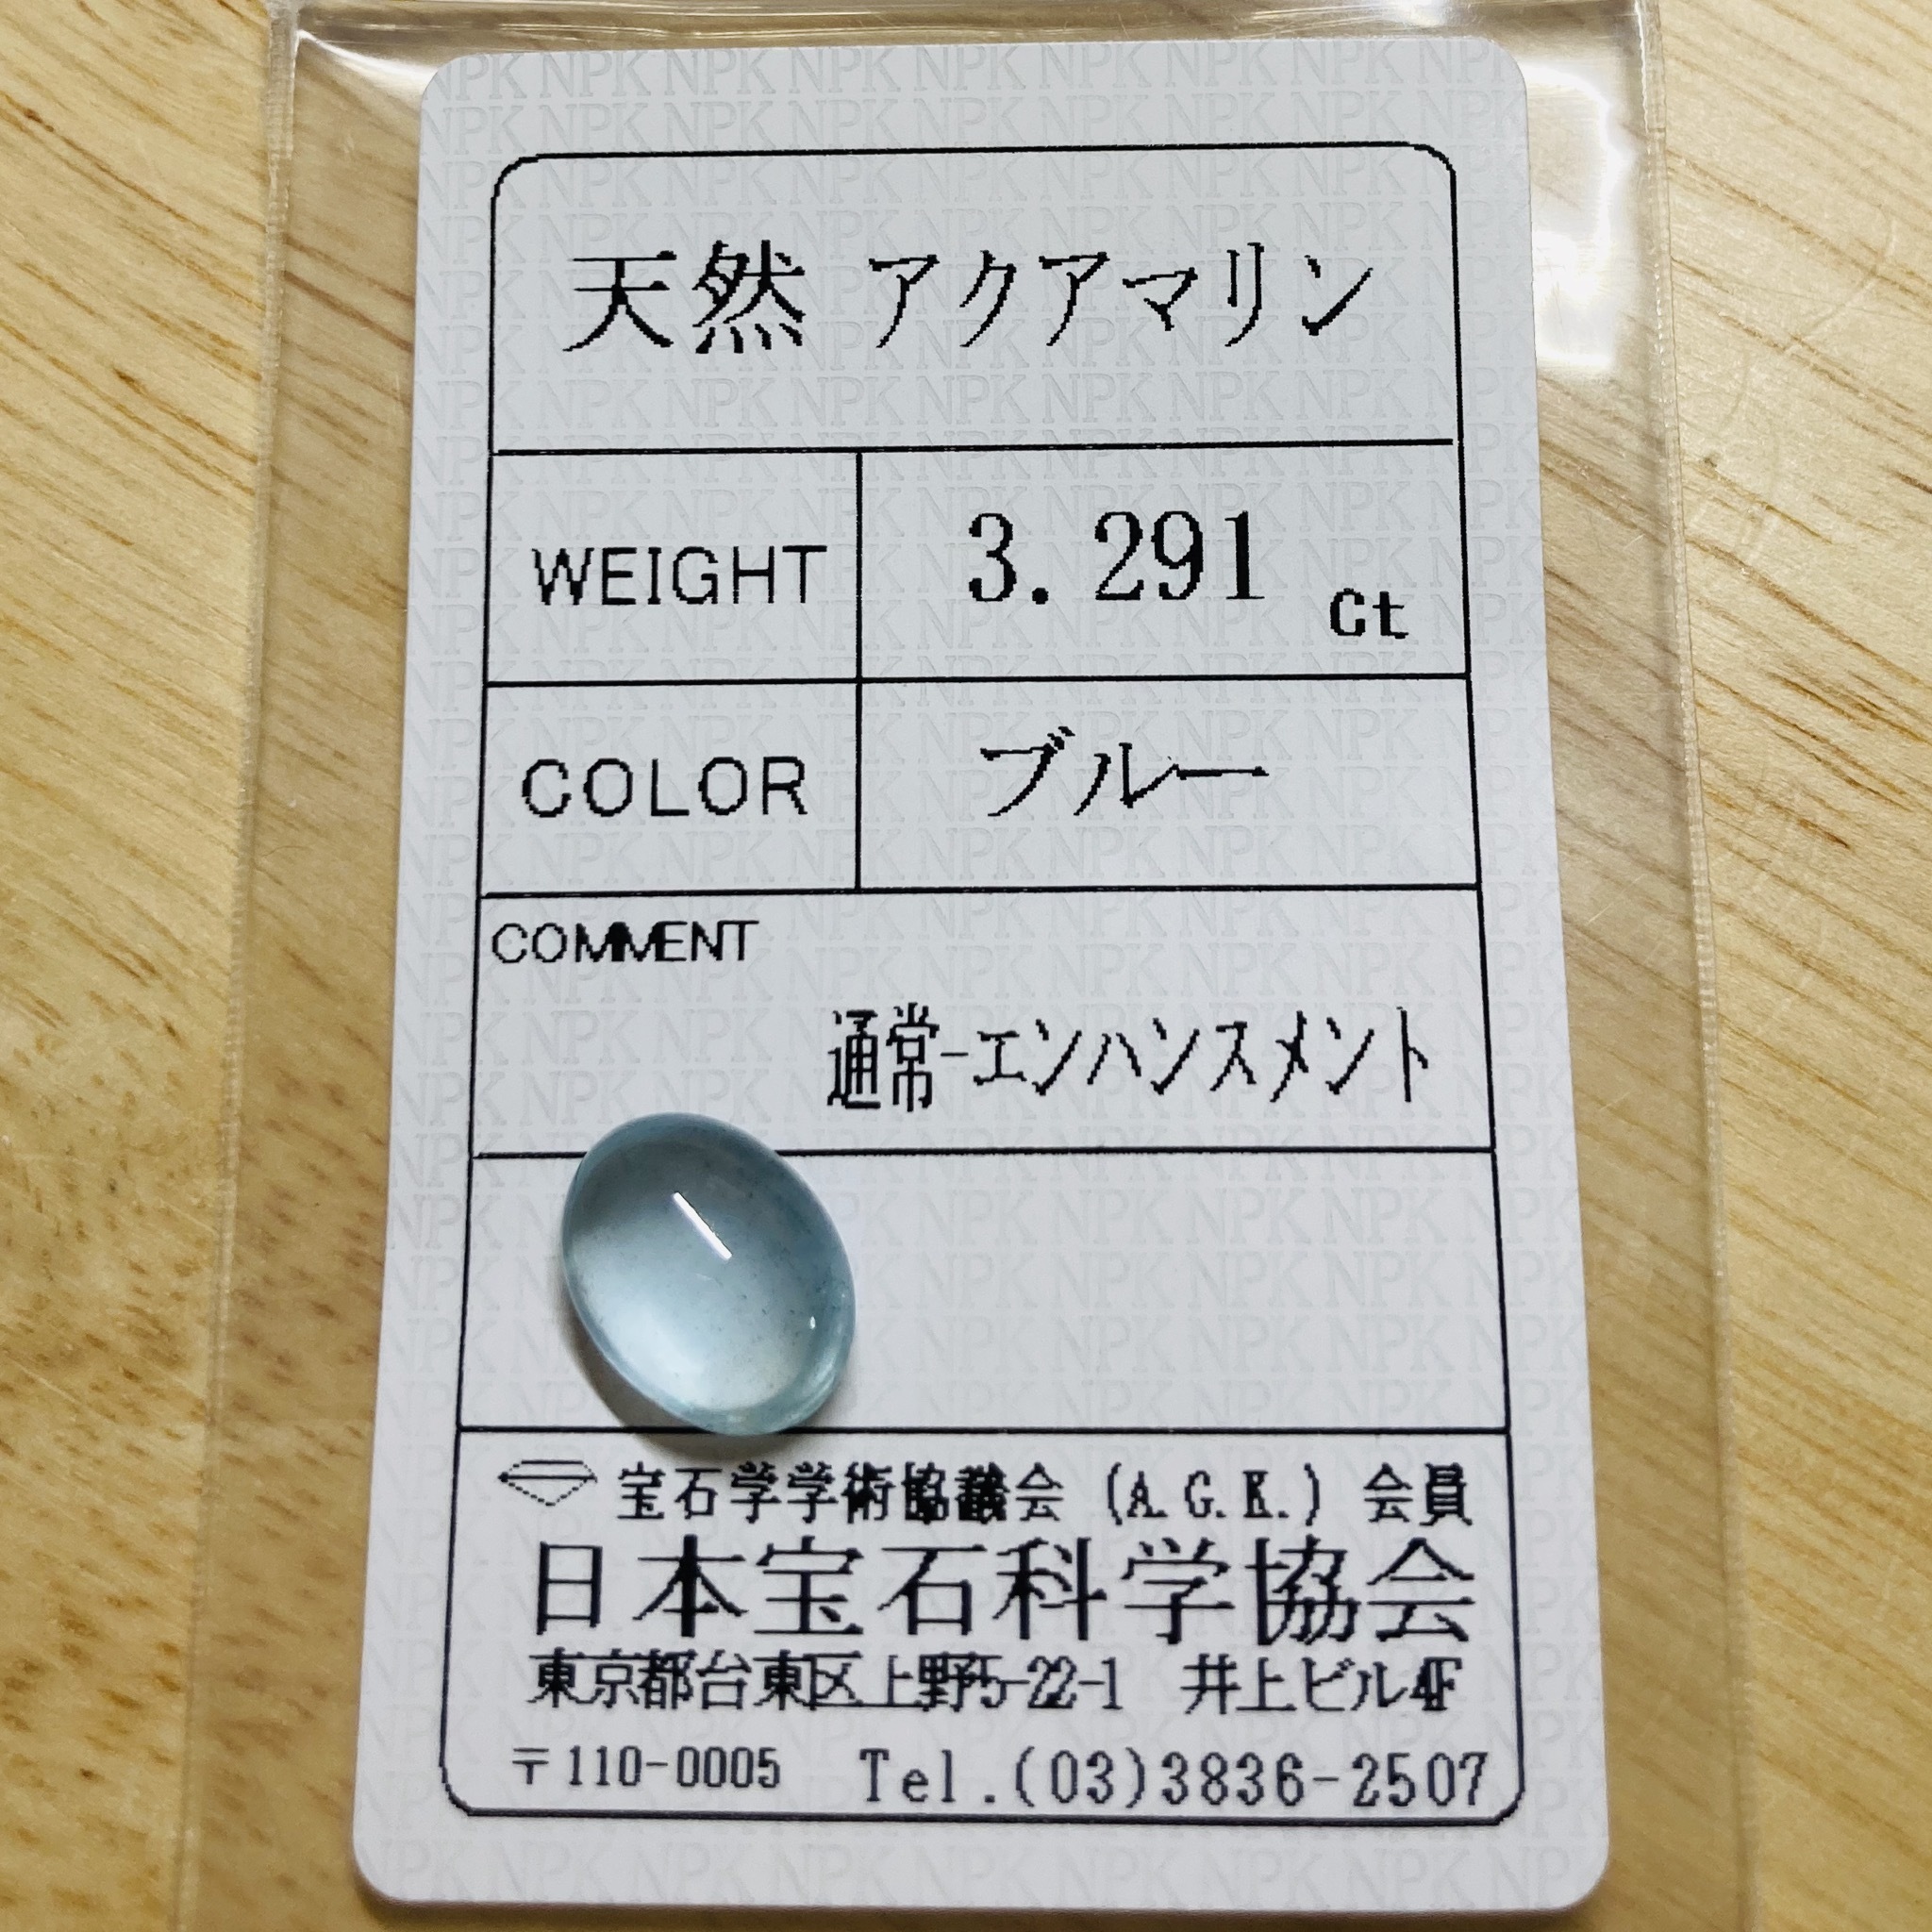 天然 アクアマリン
WEIGHT 3.291 ct
COLOR ブルー
COMMENT
通常-エンハンスメント
宝石学学術協議会 (A.G.K.) 会員
日本宝石科学協会
東京都台東区上野5-22-1 井上ビル4F
〒110-0005 Tel.(03)3836-2507